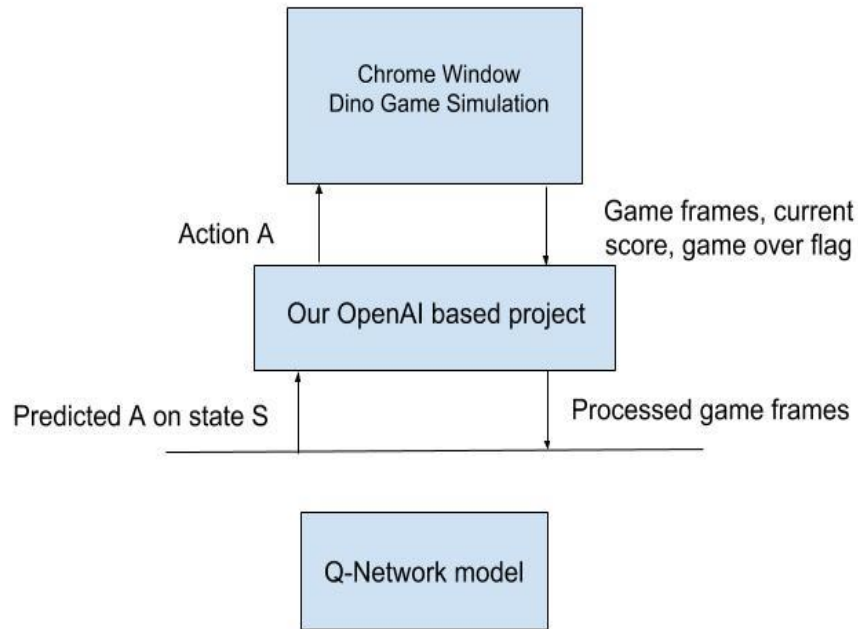 Chrome Window
Dino Game Simulation
Action A
Game frames, current
score, game over flag
Our OpenAI based project
Predicted A on state S
Processed game frames
Q-Network model